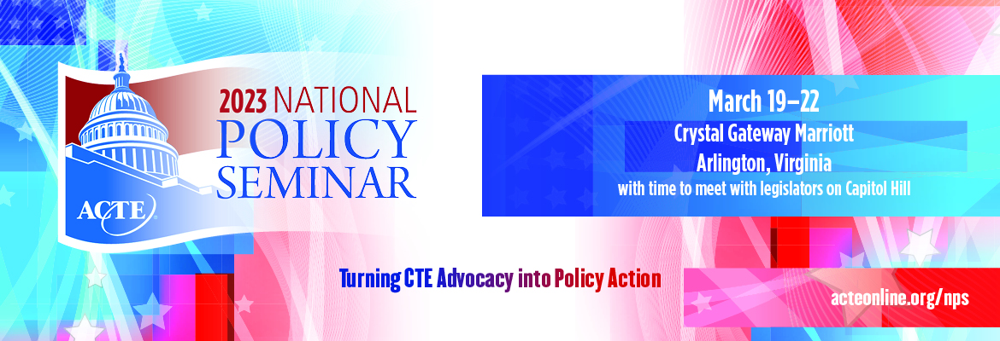 2023 NATIONAL
POLICY
SEMINAR
ACTE®
March 19–22
Crystal Gateway Marriott
Arlington, Virginia
with time to meet with legislators on Capitol Hill
Turning CTE Advocacy into Policy Action
acteonline.org/nps